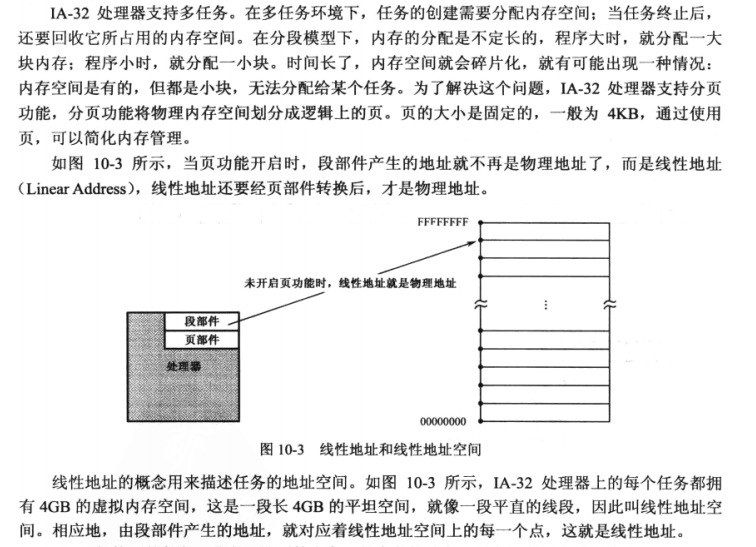 IA-32 处理器支持多任务。在多任务环境下，任务的创建需要分配内存空间；当任务终止后，
还要回收它所占用的内存空间。在分段模型下，内存的分配是不定长的，程序大时，就分配一大
块内存；程序小时，就分配一小块。时间长了，内存空间就会碎片化，就有可能出现一种情况：
内存空间是有的，但都是小块，无法分配给某个任务。为了解决这个问题，IA-32 处理器支持分页
功能，分页功能将物理内存空间划分成逻辑上的页。页的大小是固定的，一般为 4KB，通过使用
页，可以简化内存管理。
如图 10-3 所示，当页功能开启时，段部件产生的地址就不再是物理地址了，而是线性地址
（Linear Address），线性地址还要经页部件转换后，才是物理地址。
FFFFFFFF
未开启页功能时，线性地址就是物理地址
段部件
页部件
处理器
00000000
图 10-3 线性地址和线性地址空间
线性地址的概念用来描述任务的地址空间。如图 10-3 所示，IA-32 处理器上的每个任务都拥
有 4GB 的虚拟内存空间，这是一段长 4GB 的平坦空间，就像一段平直的线段，因此叫线性地址空
间。相应地，由段部件产生的地址，就对应着线性地址空间上的每一个点，这就是线性地址。